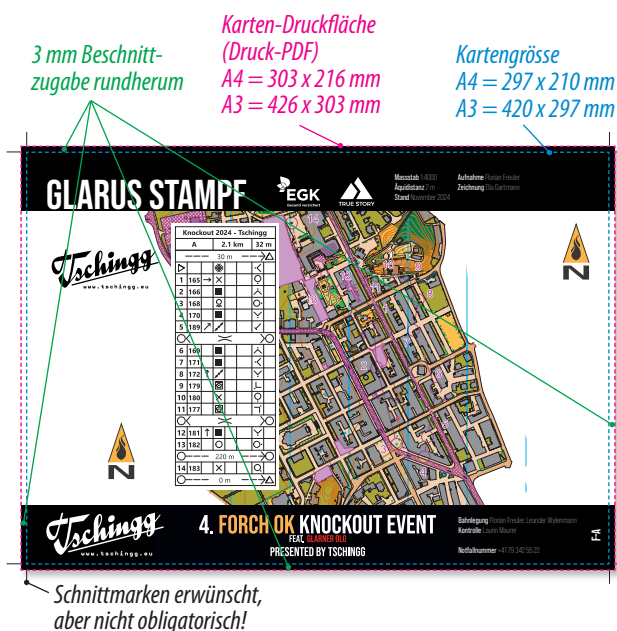 3 mm Beschnitt-
zugabe rundherum
Karten-Druckfläche
(Druck-PDF)
A4 = 303 x 216 mm
A3 = 426 x 303 mm
Kartengrösse
A4 = 297 x 210 mm
A3 = 420 x 297 mm
GLARUS STAMPF
EGK
Gesund versichert
TRUE STORY
Massstab 1:4000
Äquidistanz 2 m
Stand November 2024
Aufnahme Florian Freuler
Zeichnung Elia Gartmann
Tschingg
www.tschingg.eu
Knockout 2024 - Tschingg
A 2.1 km 32 m
30 m
1 165
2 166
3 168
4 170
5 189
6 169
7 171
8 172
9 179
10 180
11 177
12 181
13 182
220 m
14 183
0 m
N
N
Tschingg
www.tschingg.eu
4. FORCH OK KNOCKOUT EVENT
FEAT. GLARNER OLG
PRESENTED BY TSCHINGG
Bahnlegung Florian Freuler, Leander Wylenmann
Kontrolle Laurin Maurer
Notfallnummer +41 79 342 55 22
F-A
Schnittmarken erwünscht,
aber nicht obligatorisch!